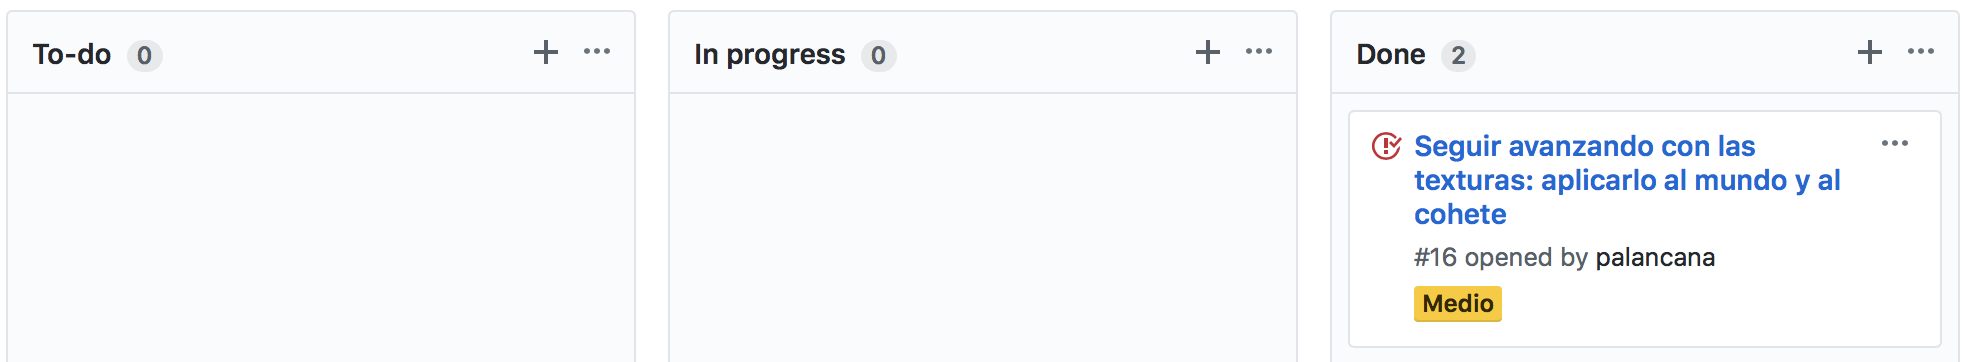 To-do 0
In progress 0
Done 2
Seguir avanzando con las
texturas: aplicarlo al mundo y al
cohete
#16 opened by palancana
Medio